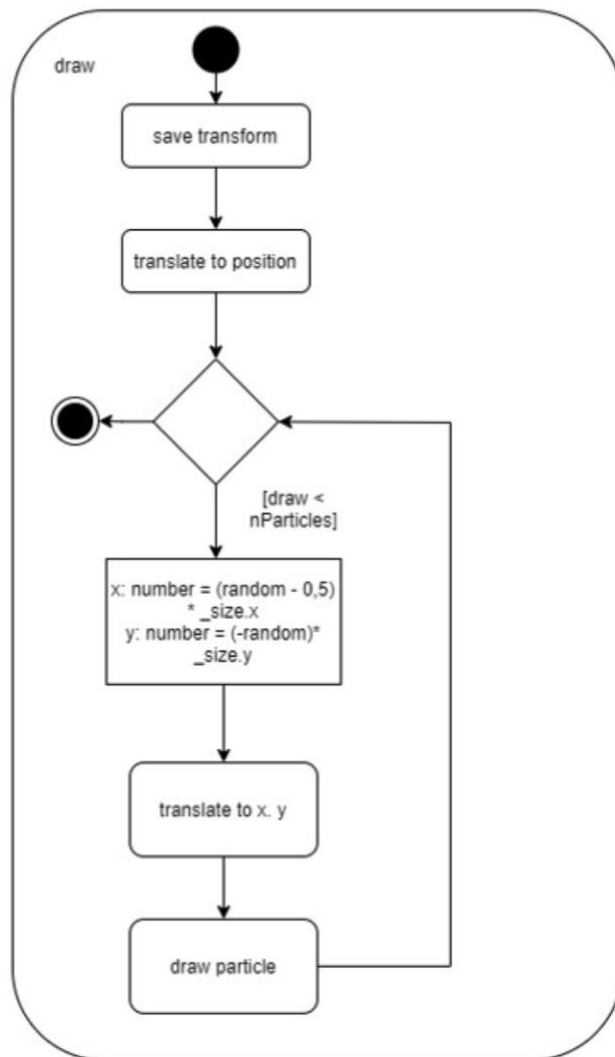 draw
save transform
translate to position
[draw <
nParticles]
x: number = (random - 0,5)
* _size.x
y: number = (-random)*
_size.y
translate to x. y
draw particle